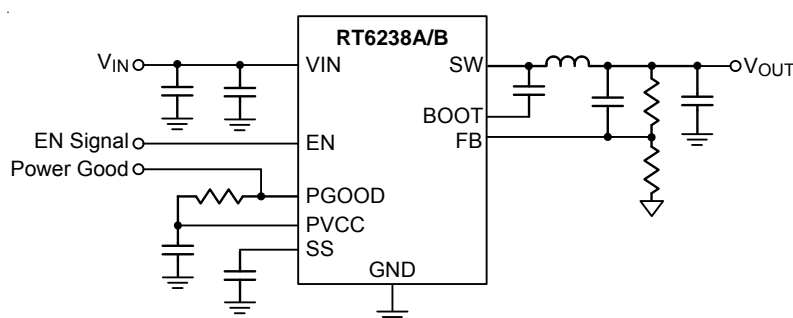 RT6238A/B
VIN
VIN
SW
VOUT
BOOT
EN Signal
EN
FB
Power Good
PGOOD
PVCC
SS
GND